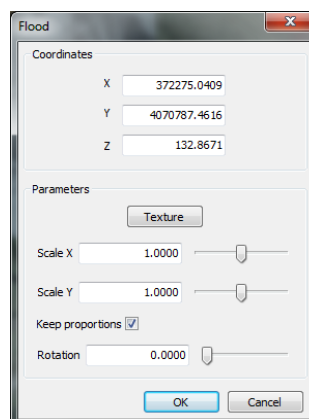 Flood
Coordinates
X 372275.0409
Y 4070787.4616
Z 132.8671
Parameters
Texture
Scale X 1.0000
Scale Y 1.0000
Keep proportions
Rotation 0.0000
OK Cancel